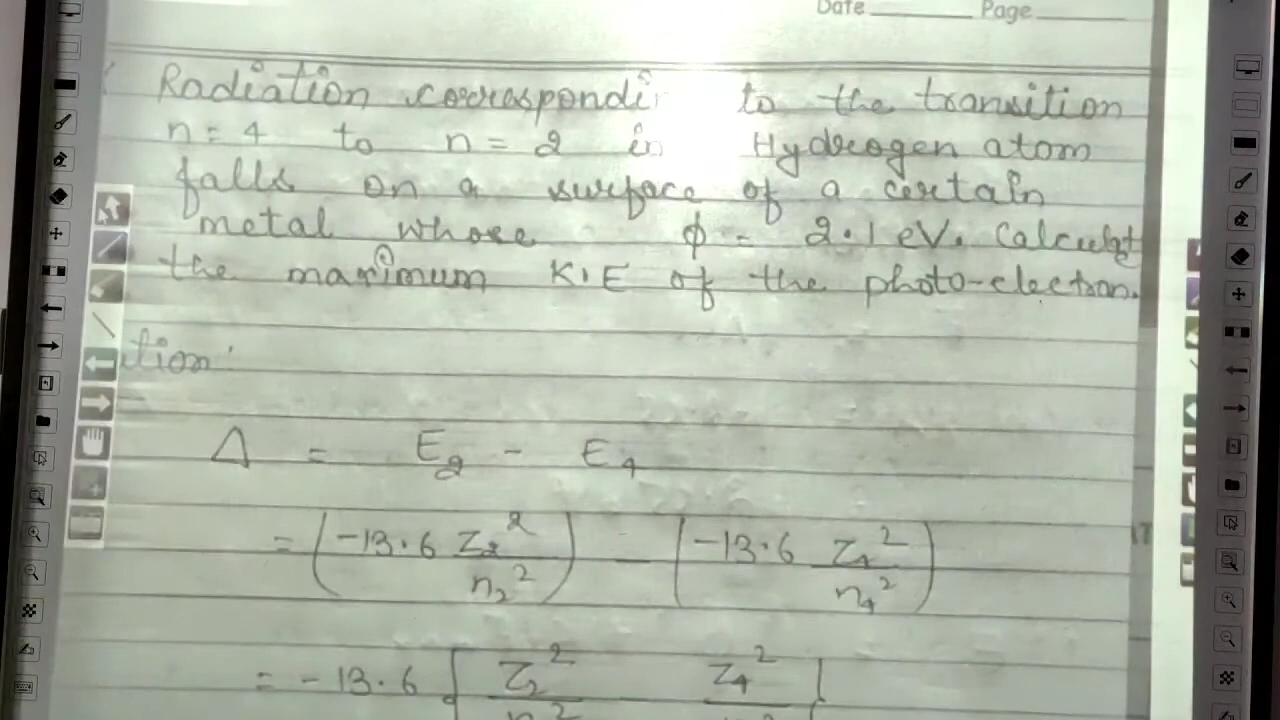 Date Page
Radiation correspondi to the transition
n = 4 to n = 2 in Hydrogen atom
falls on a surface of a certain
metal whose ϕ = 2.1 eV. Calculate
the maximum K.E of the photo-electron.
ution:
Δ = E₂ - E₄
= (-13.6 Z₂²/n₂²) - (-13.6 Z₄²/n₄²)
= -13.6 [Z₂²/n² Z₄²